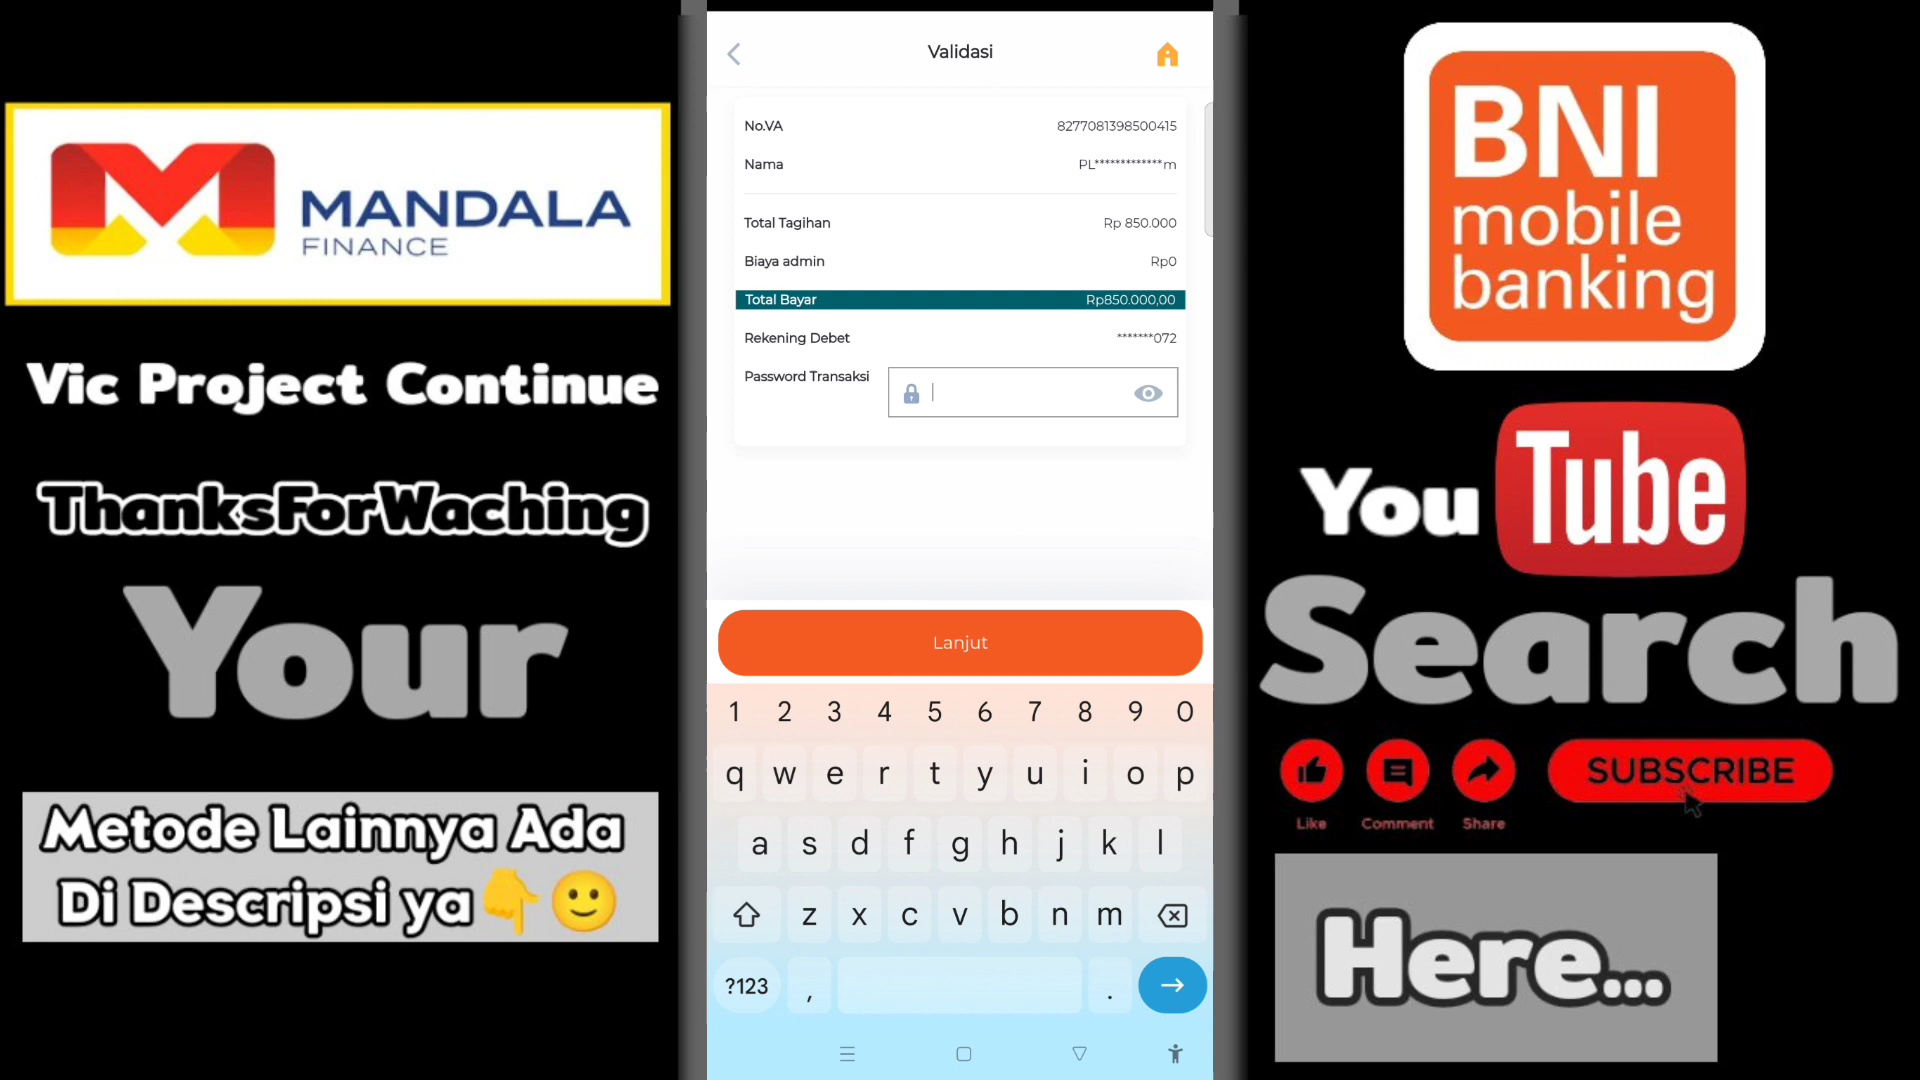 MANDALA
FINANCE
Vic Project Continue
ThanksForWaching
Your
Metode Lainnya Ada
Di Descripsi ya👇🙂
Validasi
No.VA 8277081398500415
Nama PL*************m
Total Tagihan Rp 850.000
Biaya admin Rp0
Total Bayar Rp850.000,00
Rekening Debet *******072
Password Transaksi
Lanjut
1 2 3 4 5 6 7 8 9 0
q w e r t y u i o p
a s d f g h j k l
z x c v b n m
?123 , .
BNI
mobile
banking
You Tube
Search
SUBSCRIBE
Like Comment Share
Here...